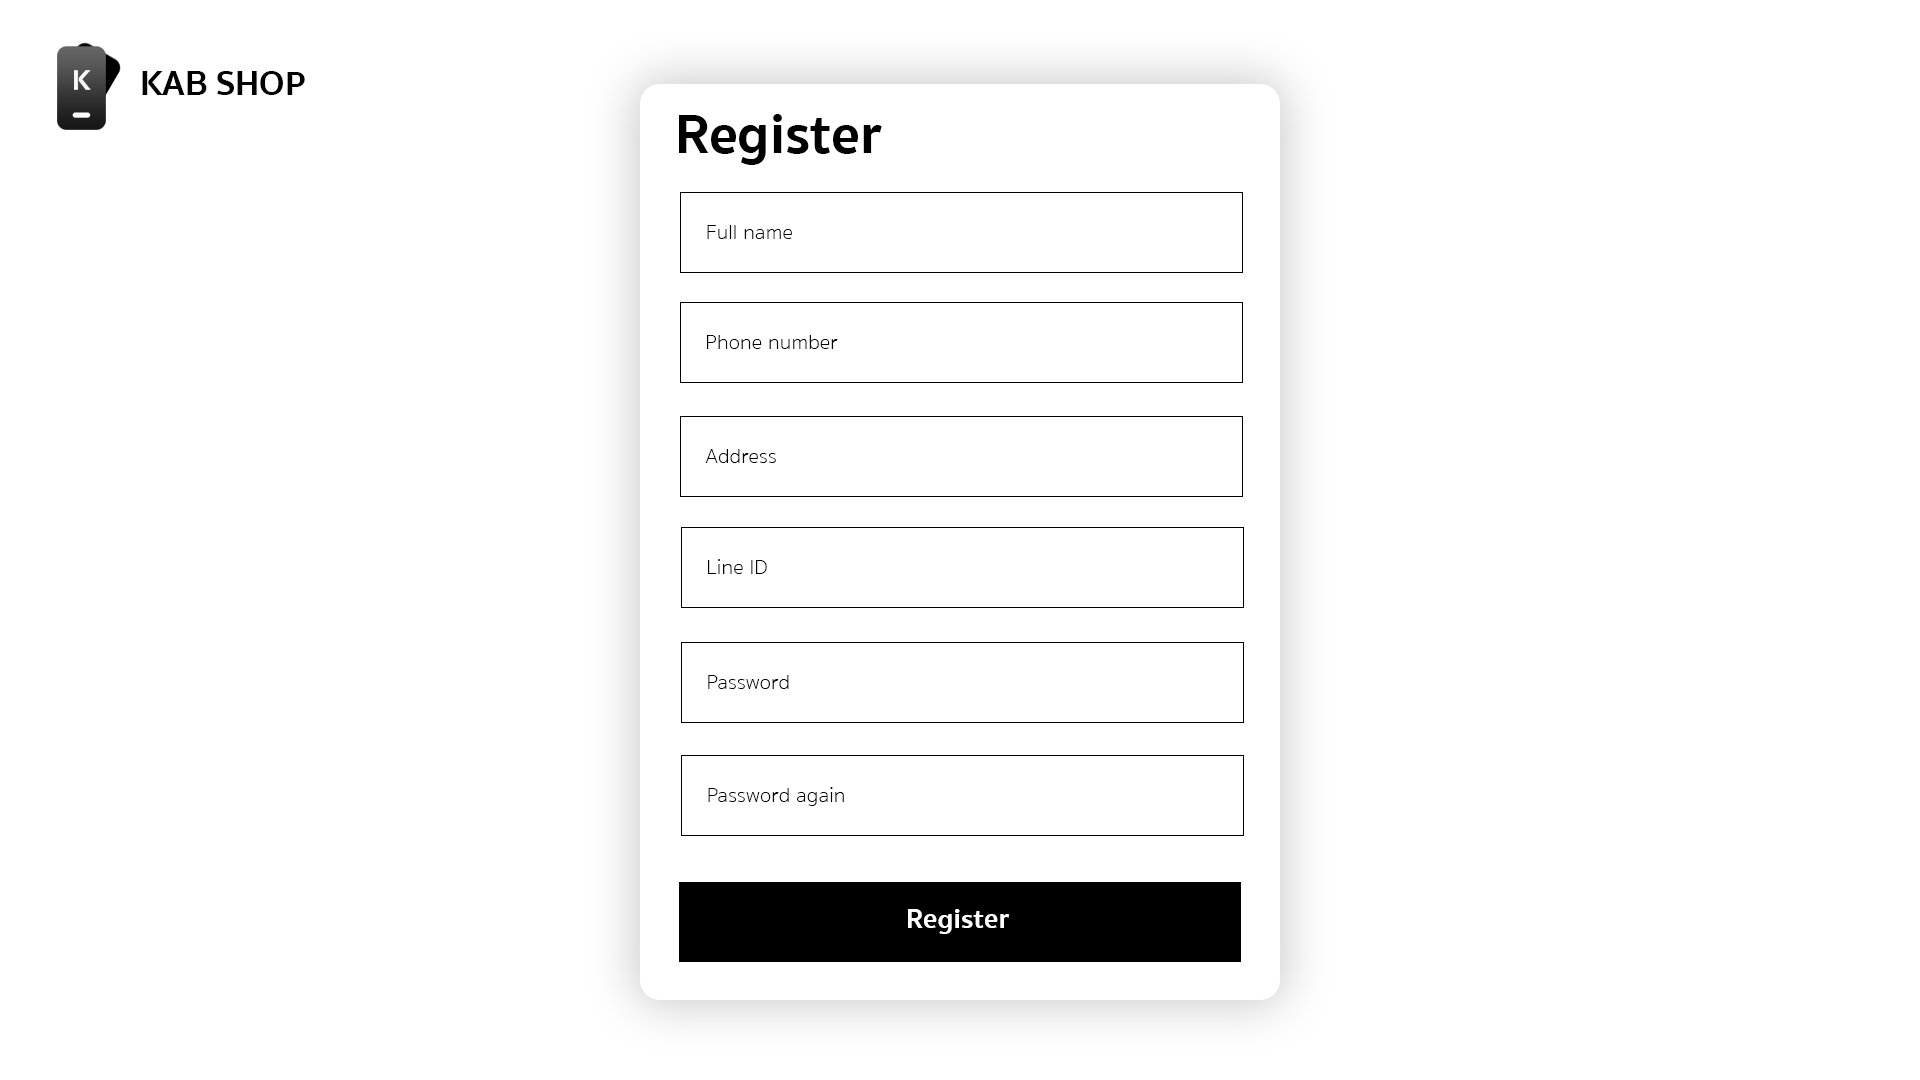 K
KAB SHOP
Register
Full name
Phone number
Address
Line ID
Password
Password again
Register